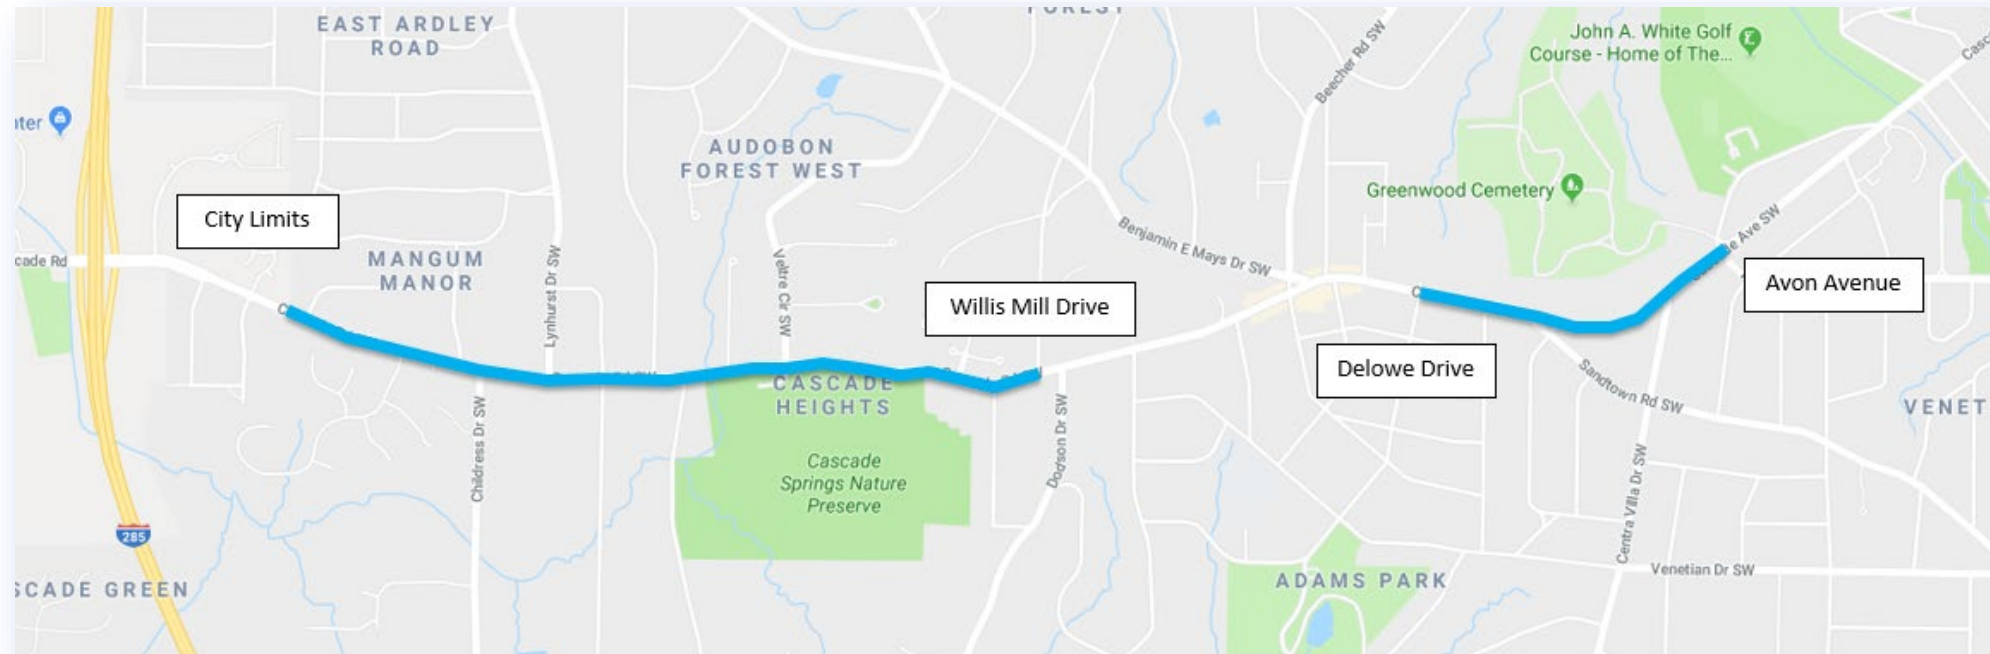 FOREST
EAST ARDLEY
ROAD
John A. White Golf
Course - Home of The...
Beecher Rd SW
AUDOBON
FOREST WEST
Greenwood Cemetery
City Limits
Benjamin E Mays Dr SW
cade Rd
MANGUM
MANOR
Lynhurst Dr SW
Veltre Cir SW
Willis Mill Drive
Avon Avenue
Delowe Drive
CASCADE
HEIGHTS
Sandtown Rd SW
VENET
Childress Dr SW
Dodson Dr SW
Centra Villa Dr SW
Cascade
Springs Nature
Preserve
285
SCADE GREEN
ADAMS PARK
Venetian Dr SW